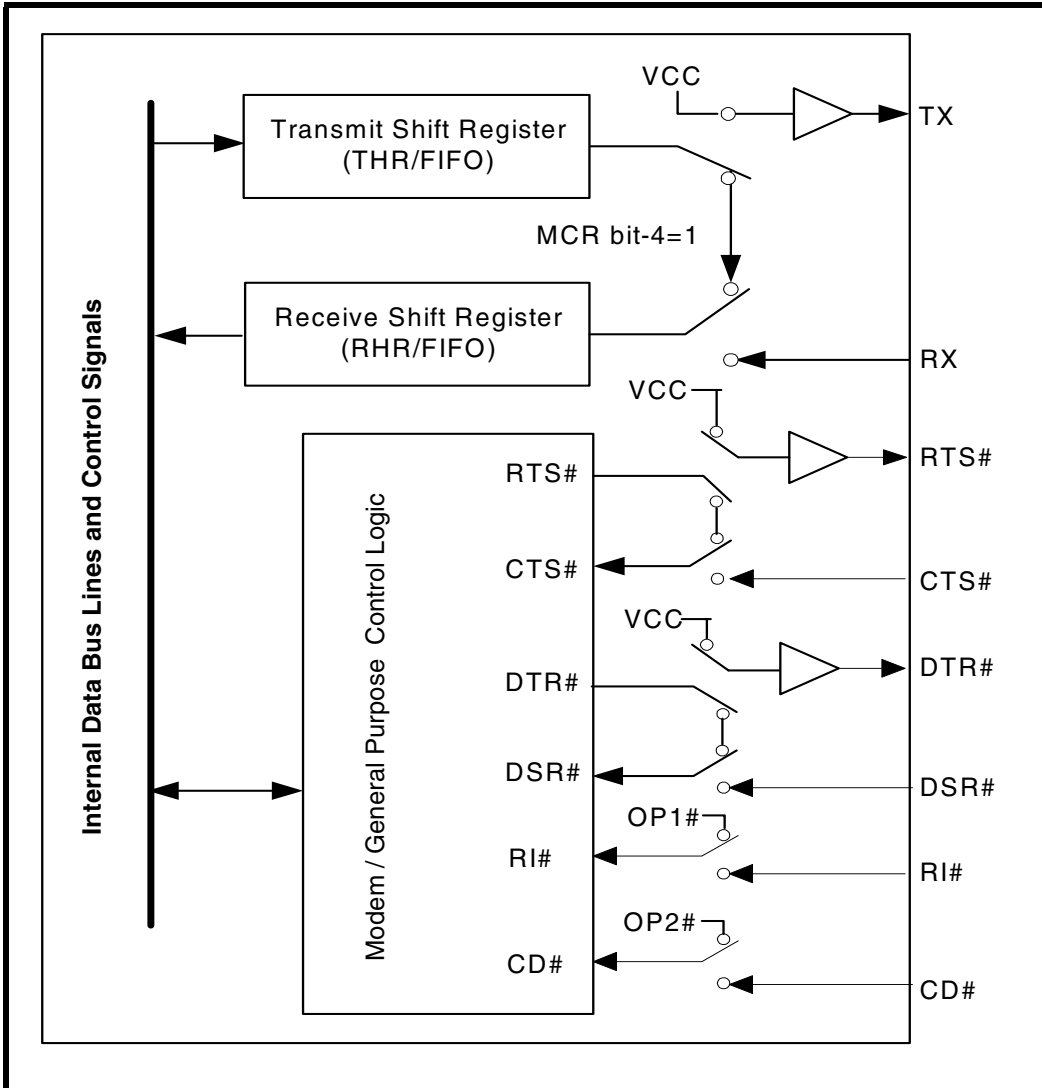 VCC
TX
Transmit Shift Register
(THR/FIFO)
MCR bit-4=1
Receive Shift Register
(RHR/FIFO)
RX
VCC
RTS#
RTS#
CTS#
CTS#
VCC
DTR#
DTR#
DSR#
DSR#
OP1#
RI#
RI#
OP2#
CD#
CD#
Internal Data Bus Lines and Control Signals
Modem / General Purpose Control Logic